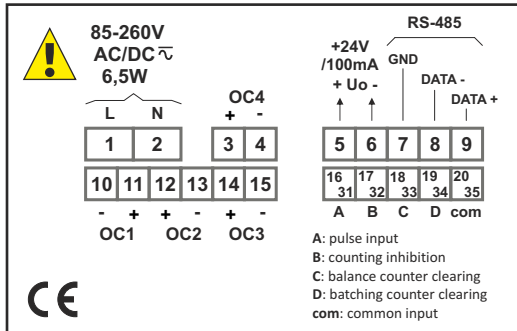 85-260V
AC/DC
6,5W
L N
OC4
+ -
1 2 3 4
10 11 12 13 14 15
- + + - + -
OC1 OC2 OC3
RS-485
+24V
/100mA
+ Uo -
GND
DATA -
DATA +
5 6 7 8 9
16 17 18 19 20
31 32 33 34 35
A B C D com
A: pulse input
B: counting inhibition
C: balance counter clearing
D: batching counter clearing
com: common input
CE